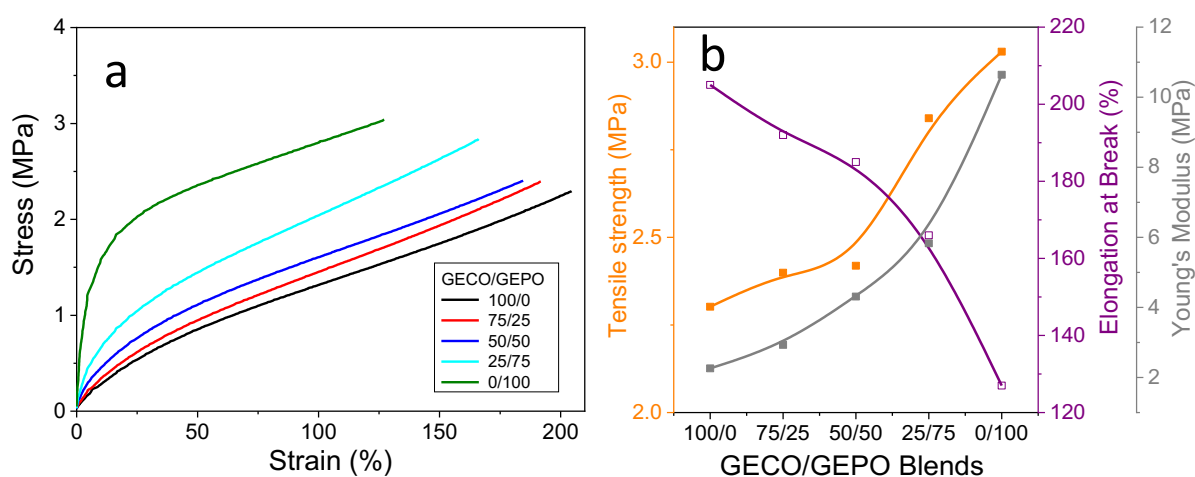 a
Stress (MPa)
4
3
2
1
0
0 50 100 150 200
Strain (%)
GECO/GEPO
100/0
75/25
50/50
25/75
0/100
b
Tensile strength (MPa)
3.0
2.5
2.0
100/0 75/25 50/50 25/75 0/100
GECO/GEPO Blends
220
200
180
160
140
120
Elongation at Break (%)
12
10
8
6
4
2
Young's Modulus (MPa)